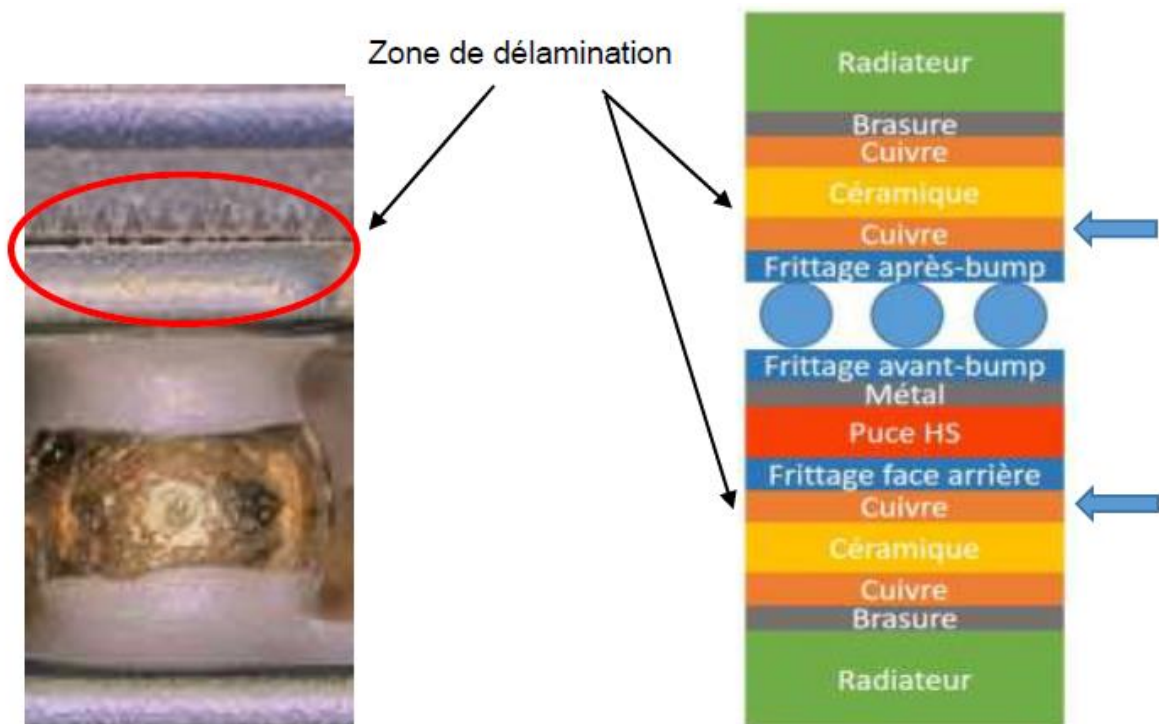 Zone de délamination
Radiateur
Brasure
Cuivre
Céramique
Cuivre
Frittage après-bump
Frittage avant-bump
Métal
Puce HS
Frittage face arrière
Cuivre
Céramique
Cuivre
Brasure
Radiateur